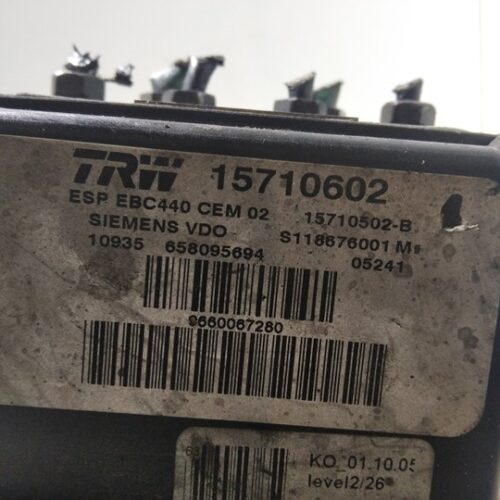 TRW 15710602
ESP EBC440 CEM 02 15710502-B
SIEMENS VDO S118676001 M
10935 658095694 05241
9660067280
63
KO_01.10.05
level2/26